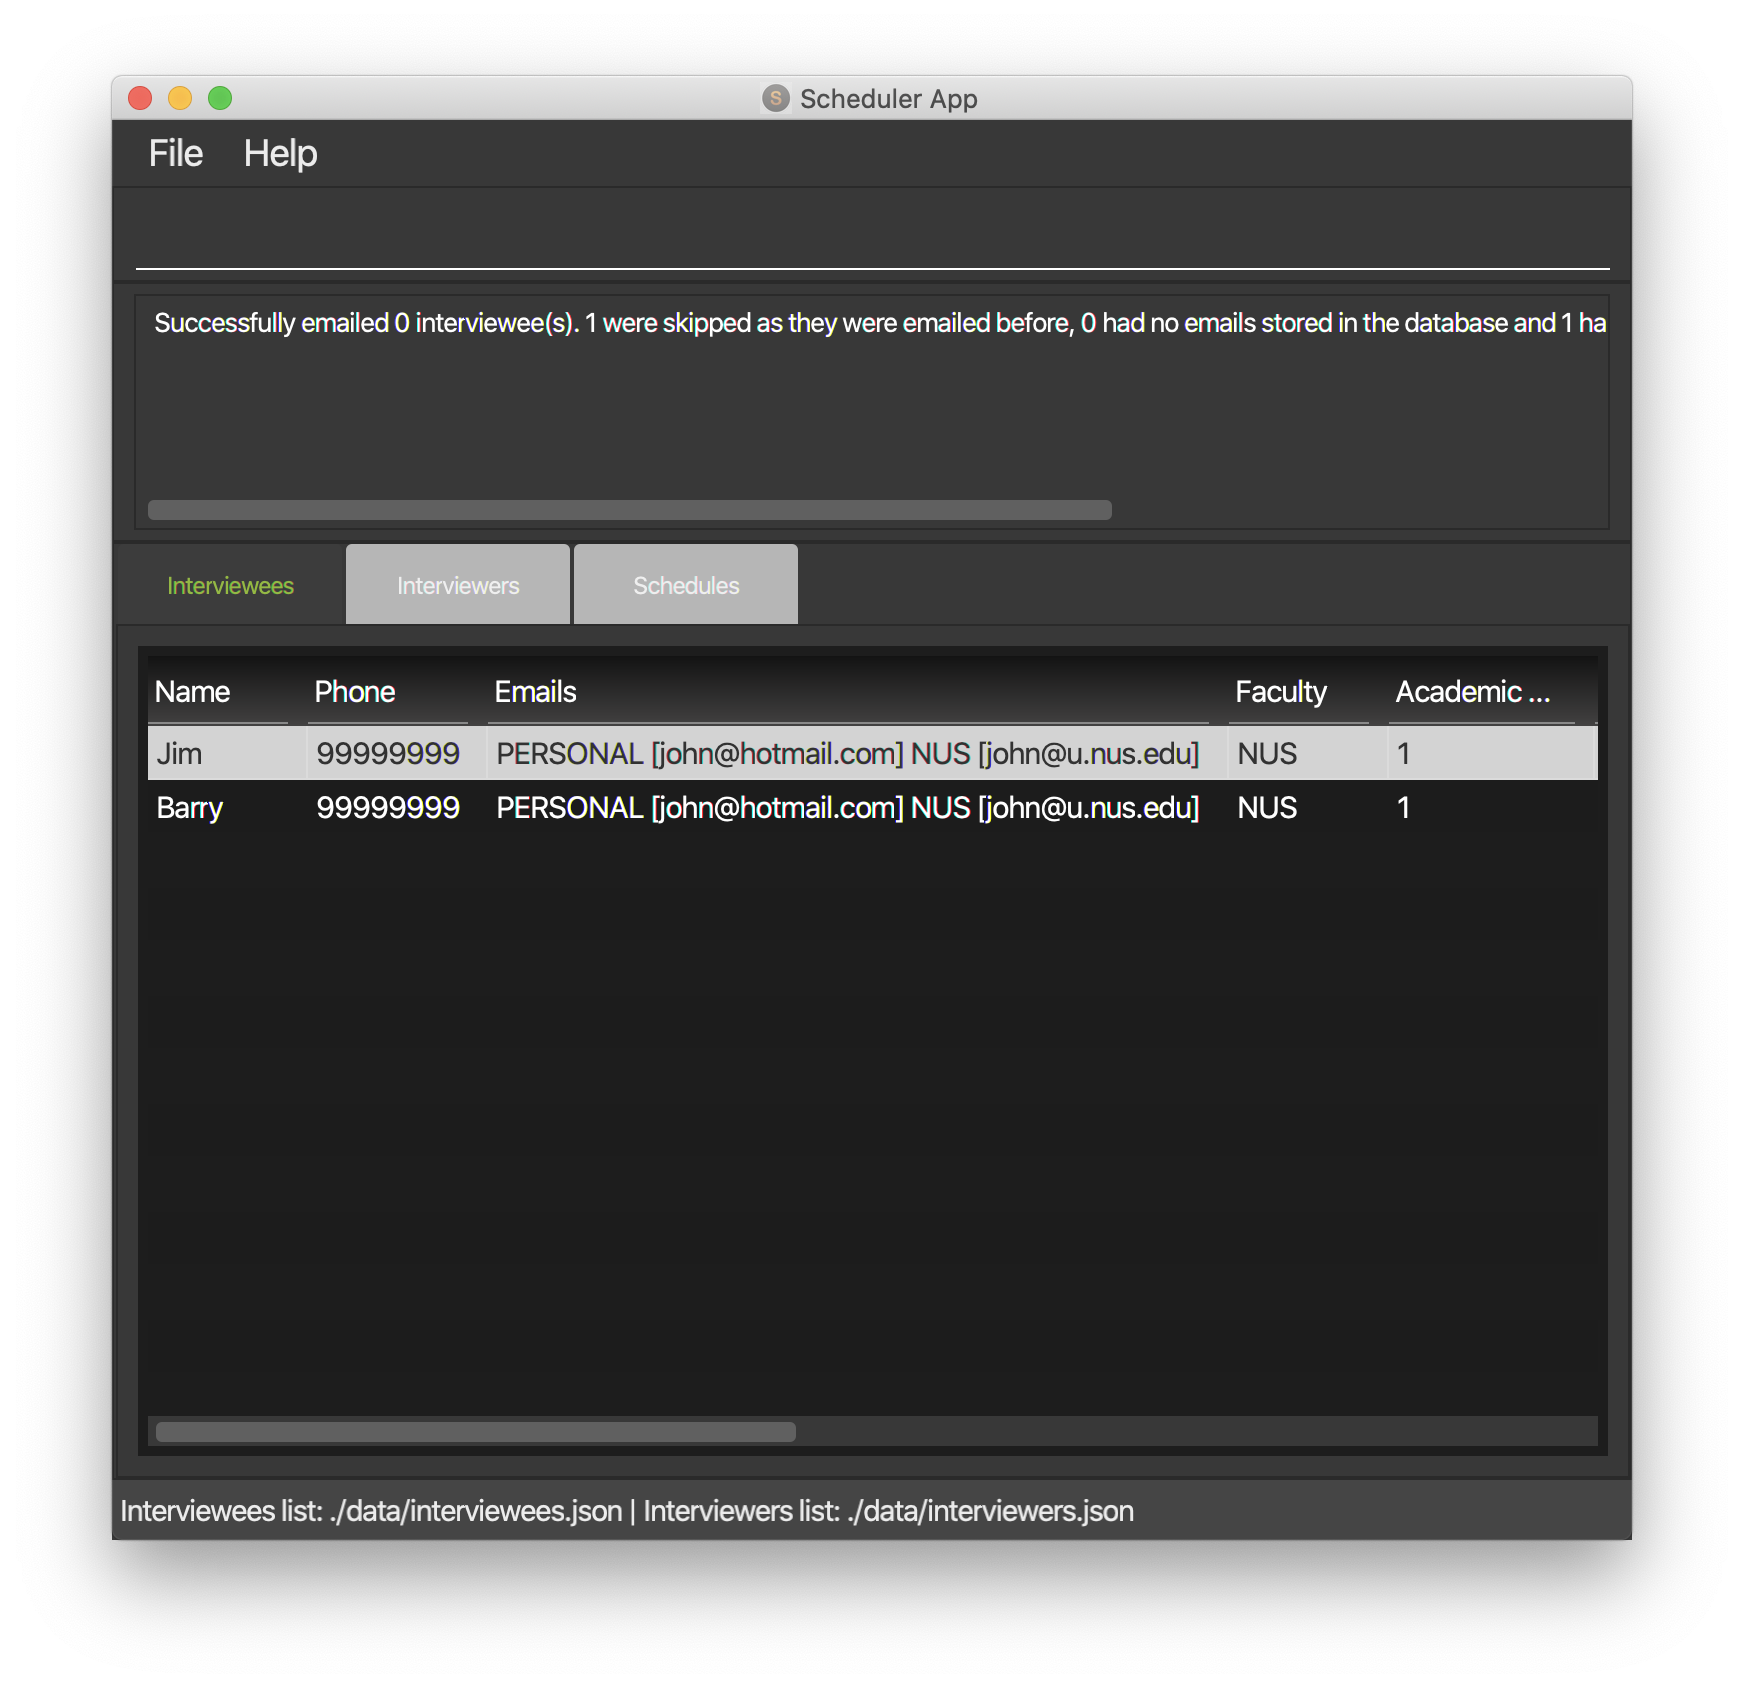 S Scheduler App
File Help
Successfully emailed 0 interviewee(s). 1 were skipped as they were emailed before, 0 had no emails stored in the database and 1 ha
Interviewees Interviewers Schedules
Name Phone Emails Faculty Academic ...
Jim 99999999 PERSONAL [john@hotmail.com] NUS [john@u.nus.edu] NUS 1
Barry 99999999 PERSONAL [john@hotmail.com] NUS [john@u.nus.edu] NUS 1
Interviewees list: ./data/interviewees.json | Interviewers list: ./data/interviewers.json